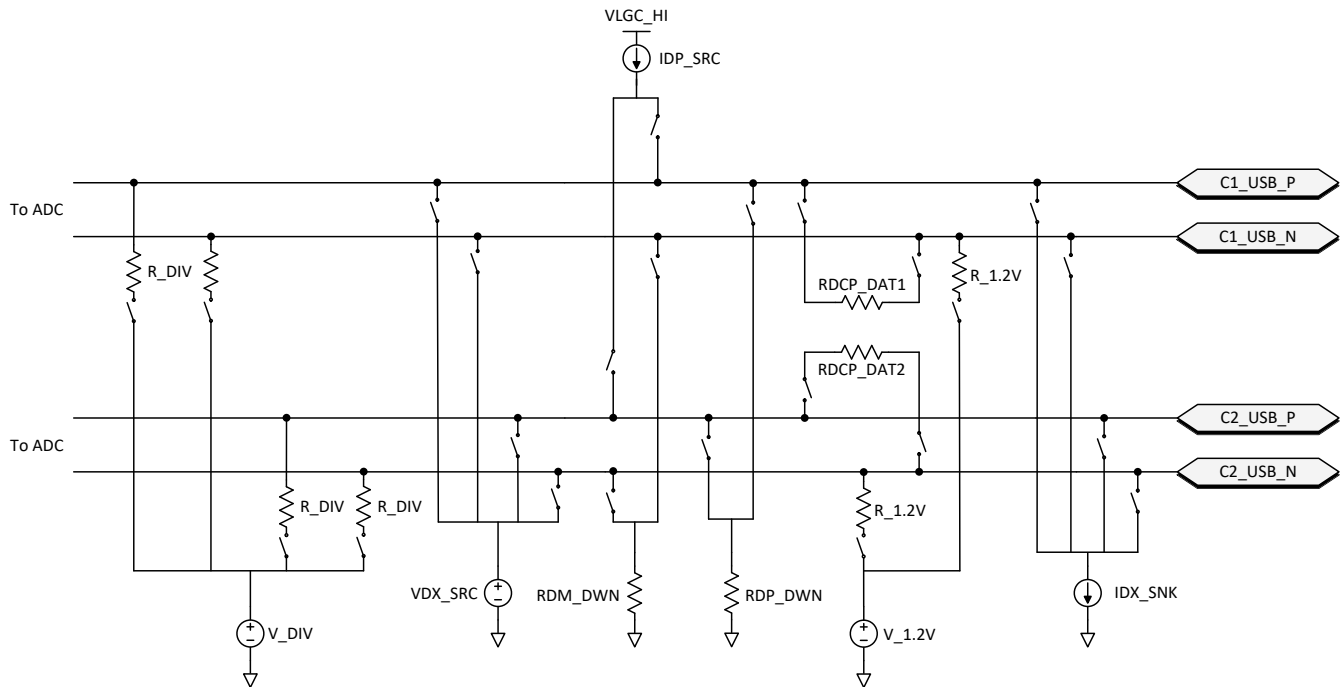 VLGC_HI
IDP_SRC
C1_USB_P
To ADC
C1_USB_N
R_DIV
R_1.2V
RDCP_DAT1
RDCP_DAT2
C2_USB_P
To ADC
C2_USB_N
R_DIV
R_DIV
R_1.2V
VDX_SRC
RDM_DWN
RDP_DWN
IDX_SNK
V_DIV
V_1.2V